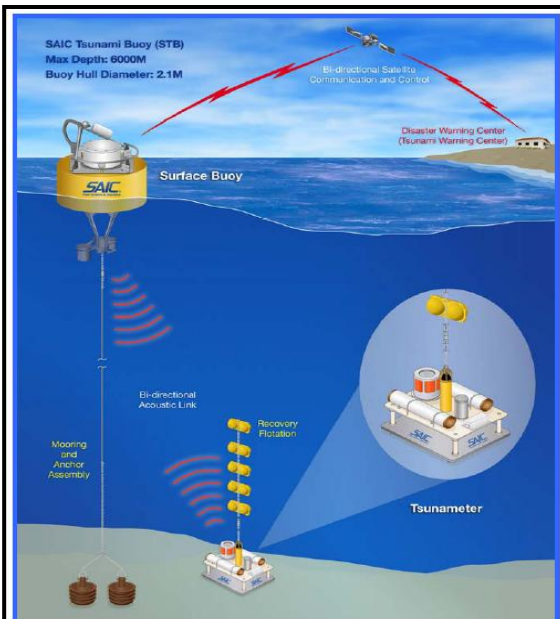 SAIC Tsunami Buoy (STB)
Max Depth: 6000M
Buoy Hull Diameter: 2.1M
Bi-directional Satellite
Communication and Control
Disaster Warning Center
(Tsunami Warning Center)
SAIC
Surface Buoy
Bi-directional
Acoustic Link
Recovery
Flotation
Mooring
and
Anchor
Assembly
SAIC
Tsunameter
SAIC